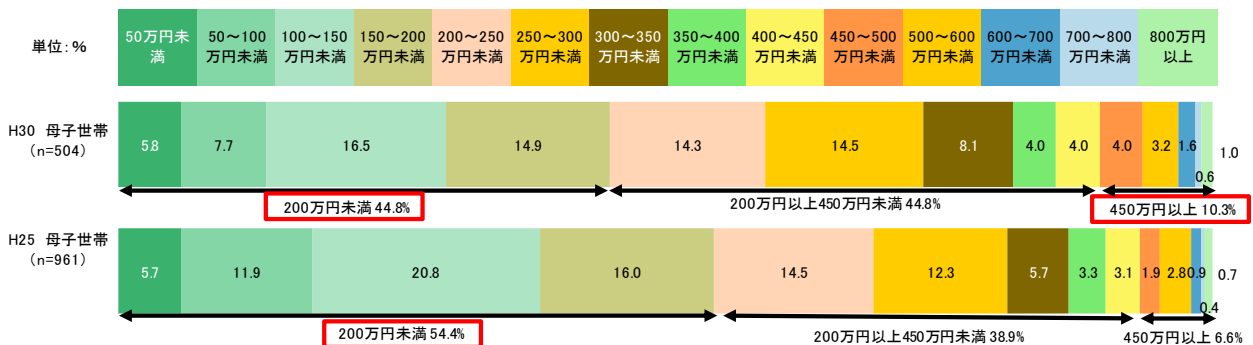 単位：%
50万円未満
50～100万円未満
100～150万円未満
150～200万円未満
200～250万円未満
250～300万円未満
300～350万円未満
350～400万円未満
400～450万円未満
450～500万円未満
500～600万円未満
600～700万円未満
700～800万円未満
800万円以上
H30 母子世帯
（n=504）
5.8 7.7 16.5 14.9 14.3 14.5 8.1 4.0 4.0 4.0 3.2 1.6 0.6 1.0
200万円未満 44.8% 200万円以上450万円未満 44.8% 450万円以上 10.3%
H25 母子世帯
（n=961）
5.7 11.9 20.8 16.0 14.5 12.3 5.7 3.3 3.1 1.9 2.8 0.9 0.4 0.7
200万円未満 54.4% 200万円以上450万円未満 38.9% 450万円以上 6.6%